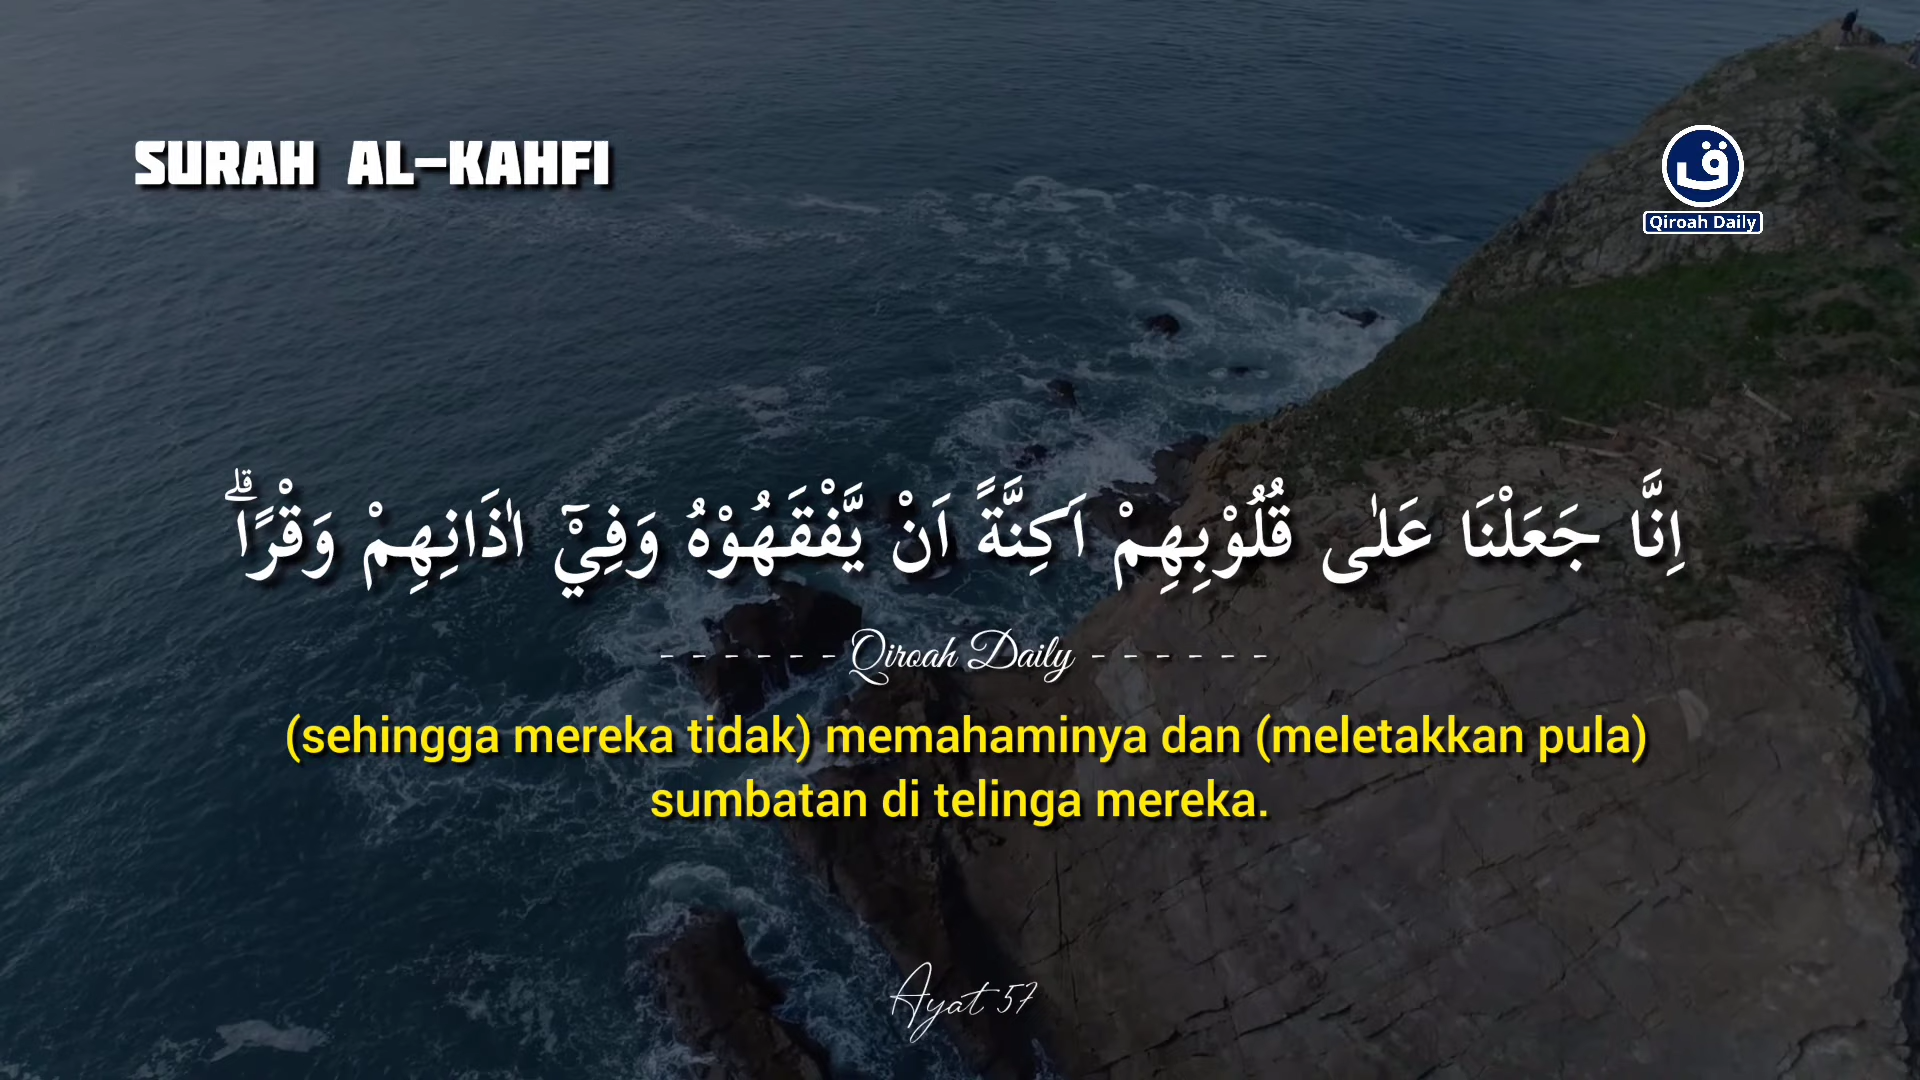 SURAH AL-KAHFI
ق
Qiroah Daily
اِنَّا جَعَلْنَا عَلٰى قُلُوْبِهِمْ اَكِنَّةً اَنْ يَّفْقَهُوْهُ وَفِيْٓ اٰذَانِهِمْ وَقْرًاۗ
- - - - - - Qiroah Daily - - - - - -
(sehingga mereka tidak) memahaminya dan (meletakkan pula)
sumbatan di telinga mereka.
Ayat 57